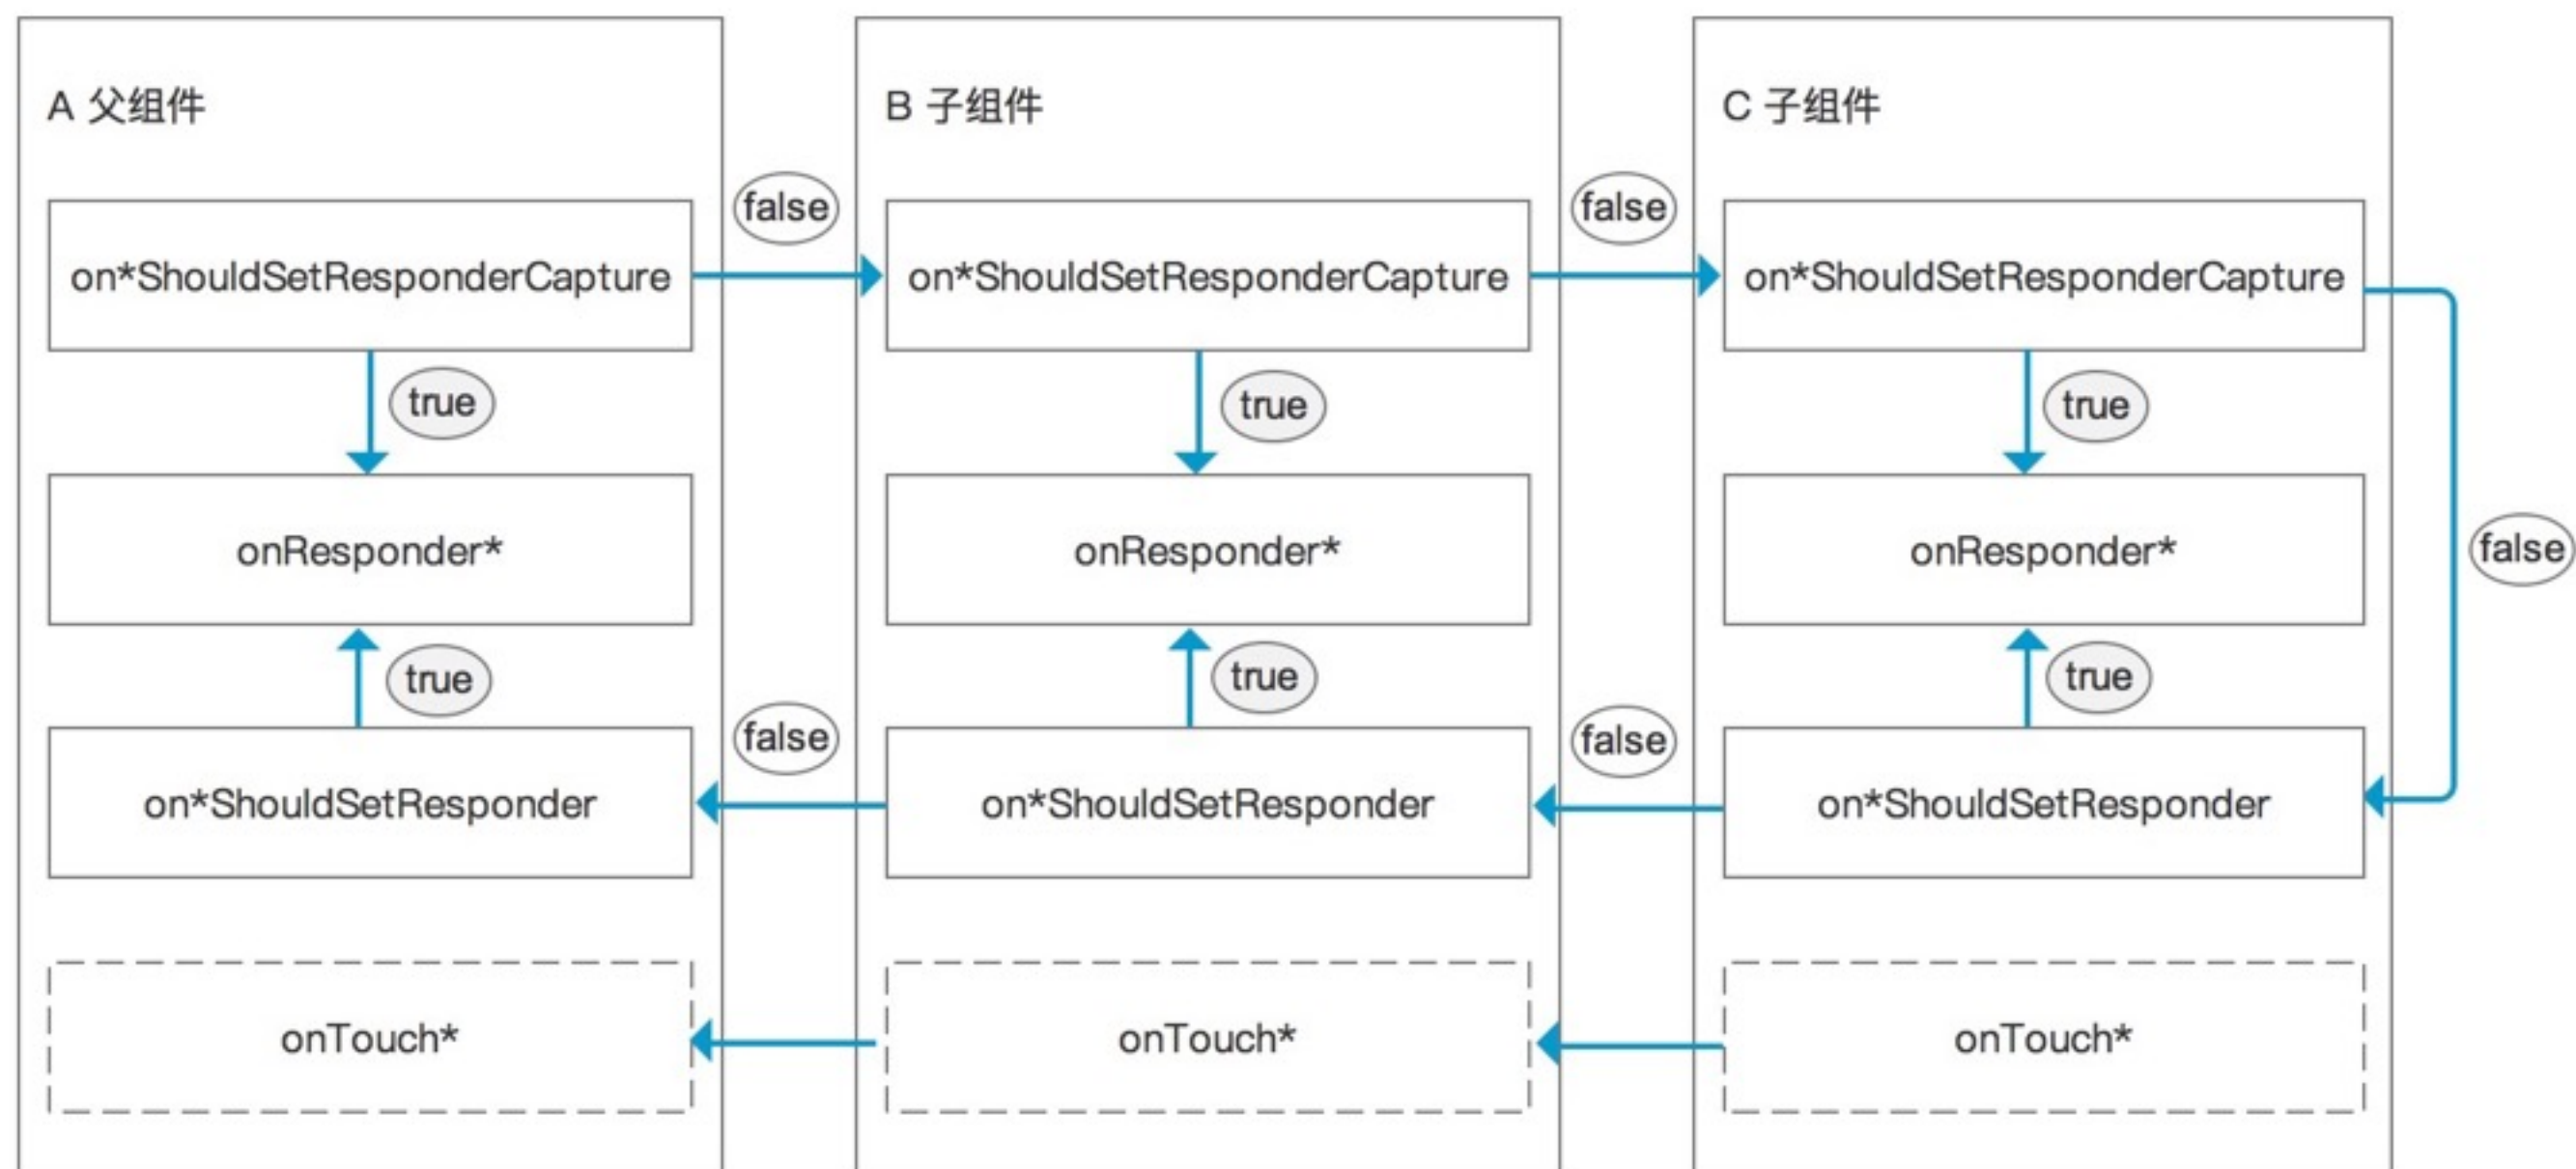 A 父组件
B 子组件
C 子组件
false
false
on*ShouldSetResponderCapture
on*ShouldSetResponderCapture
on*ShouldSetResponderCapture
true
true
true
onResponder*
onResponder*
onResponder*
false
true
true
true
false
false
on*ShouldSetResponder
on*ShouldSetResponder
on*ShouldSetResponder
onTouch*
onTouch*
onTouch*